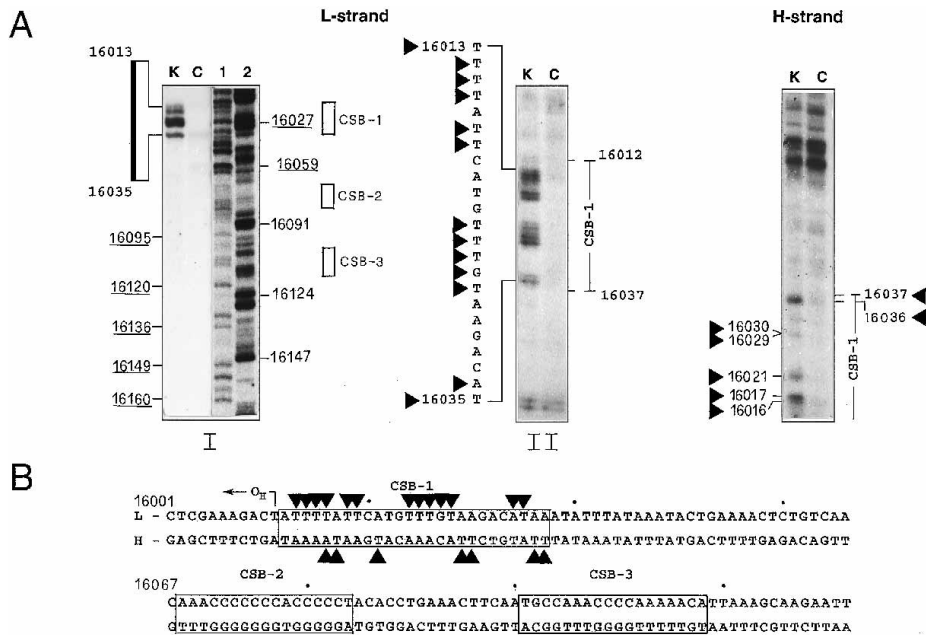 A
L-strand
H-strand
16013
16035
K C 1 2
16027
16059
16091
16124
16147
16095
16120
16136
16149
16160
CSB-1
CSB-2
CSB-3
I
16013 T
T
T
T
A
T
T
C
A
T
G
T
T
T
G
T
A
A
G
A
C
A
16035 T
K C
16012
CSB-1
16037
II
K C
16037
16036
16030
16029
16021
16017
16016
CSB-1
B
16001 ← OH CSB-1
L - CTCGAAAGACTATTTTATTCATGTTTGTAAGACATAAATATTTATAAATACTGAAAACTCTGTCAA
H - GAGCTTTCTGATAAAATAAGTACAAACATTCTGTATTTATAAATATTTATGACTTTTGAGACAGTT
16067 CSB-2 CSB-3
CAAACCCCCCCACCCCCTACACCTGAAACTTCAATGCCAAACCCCAAAAACATTAAAGCAAGAATT
GTTTGGGGGGGTGGGGGATGTGGACTTTGAAGTTACGGTTTGGGGTTTTTGTAATTTCGTTCTTAA